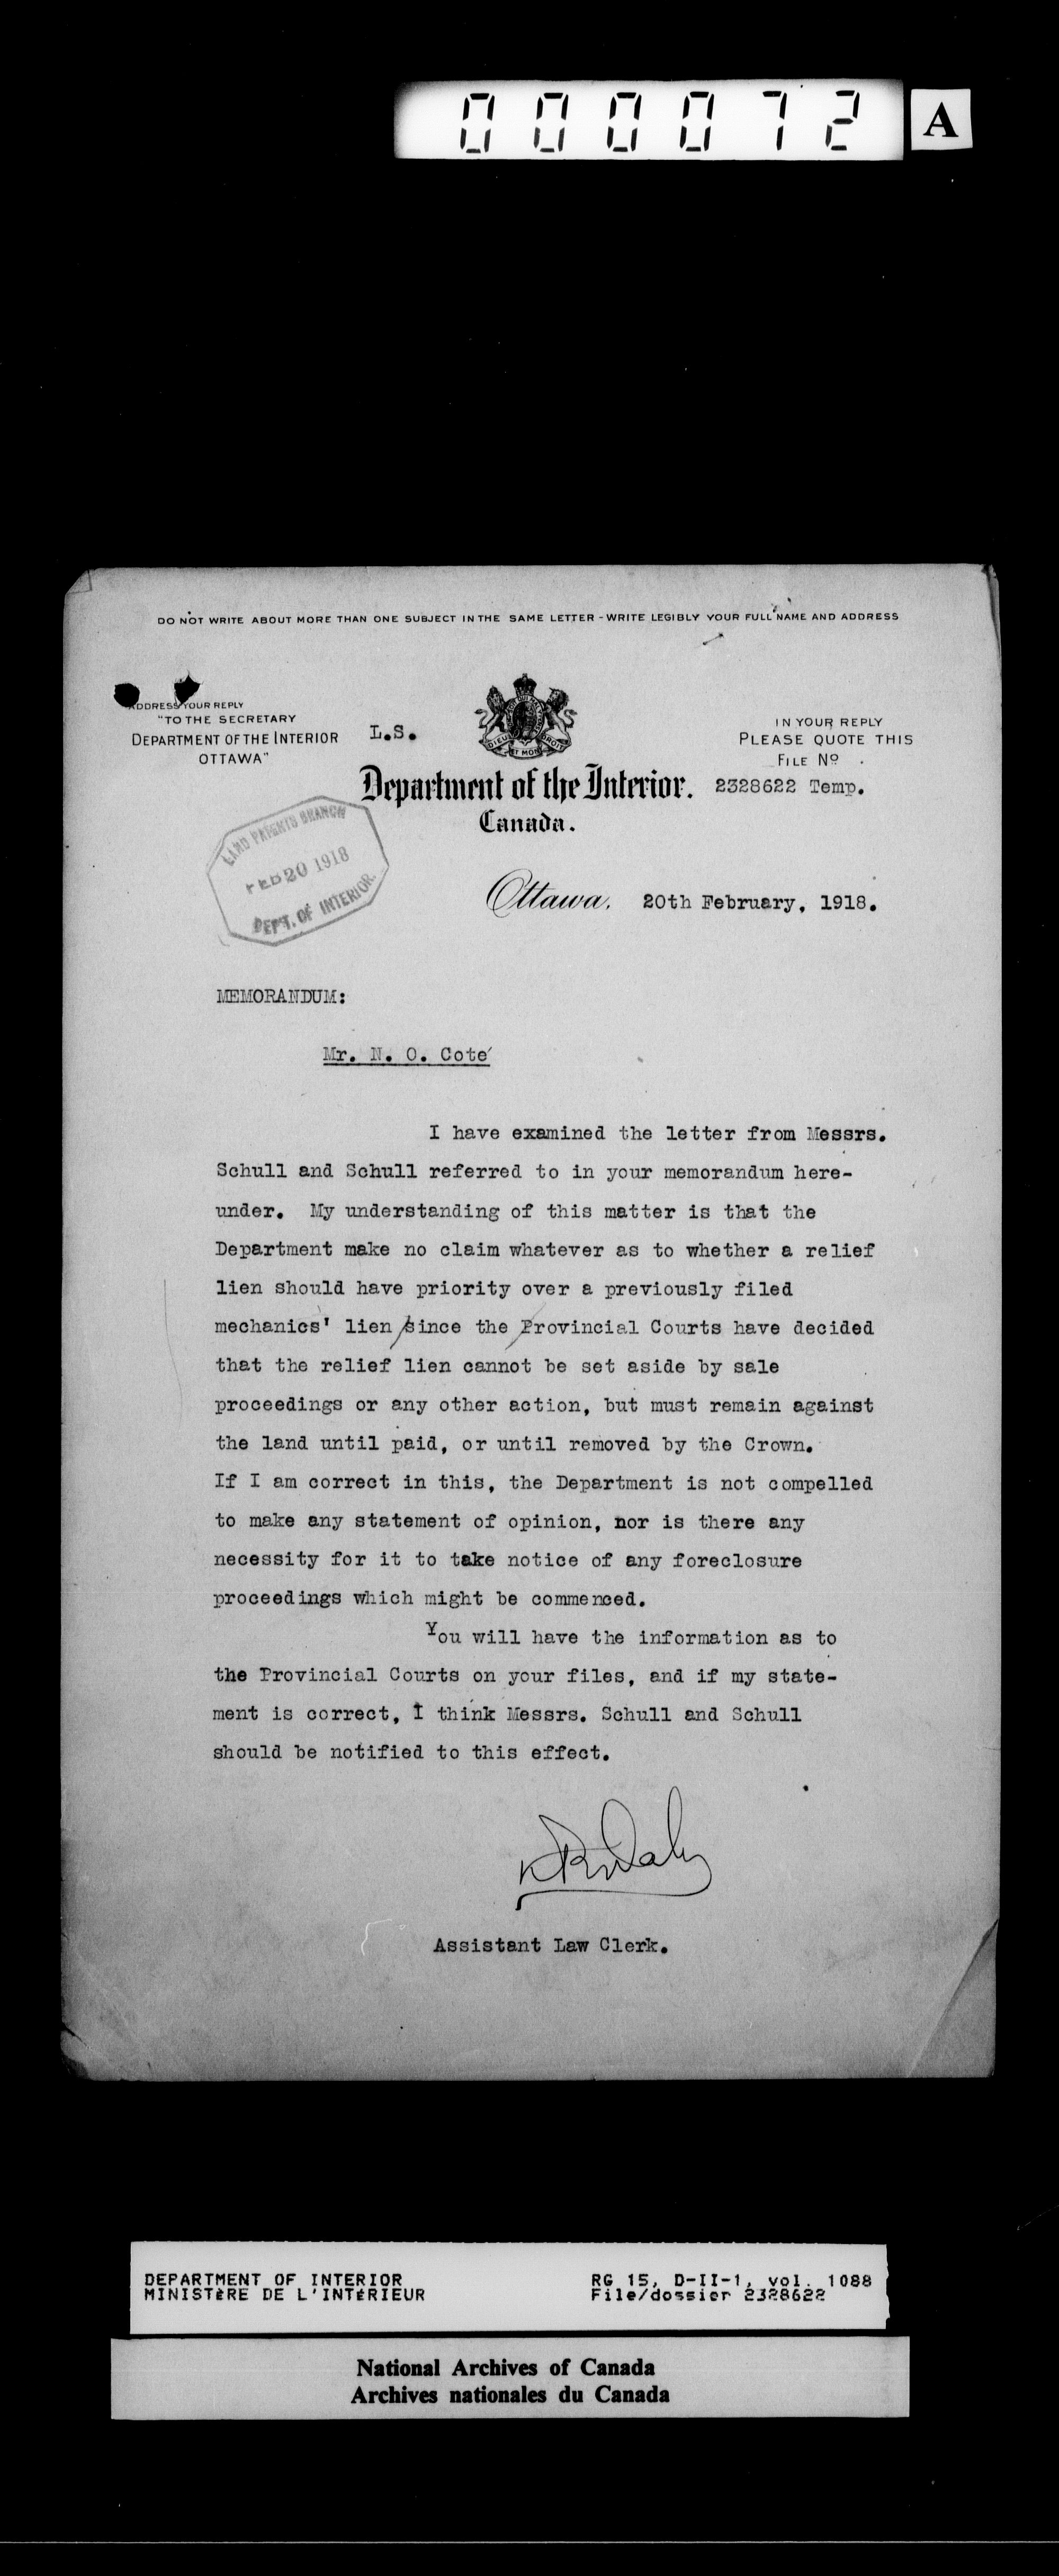 000072
A
DO NOT WRITE ABOUT MORE THAN ONE SUBJECT IN THE SAME LETTER - WRITE LEGIBLY YOUR FULL NAME AND ADDRESS
ADDRESS YOUR REPLY
"TO THE SECRETARY
DEPARTMENT OF THE INTERIOR
OTTAWA"
L.S.
IN YOUR REPLY
PLEASE QUOTE THIS
FILE No
2328622 Temp.
Department of the Interior.
Canada.
LAND PATENTS BRANCH
FEB 20 1918
DEPT. OF INTERIOR.
Ottawa, 20th February, 1918.
MEMORANDUM:
Mr. N. O. Cote'
I have examined the letter from Messrs.
Schull and Schull referred to in your memorandum here-
under. My understanding of this matter is that the
Department make no claim whatever as to whether a relief
lien should have priority over a previously filed
mechanics' lien/since the Provincial Courts have decided
that the relief lien cannot be set aside by sale
proceedings or any other action, but must remain against
the land until paid, or until removed by the Crown.
If I am correct in this, the Department is not compelled
to make any statement of opinion, nor is there any
necessity for it to take notice of any foreclosure
proceedings which might be commenced.
You will have the information as to
the Provincial Courts on your files, and if my state-
ment is correct, I think Messrs. Schull and Schull
should be notified to this effect.
Daly
Assistant Law Clerk.
DEPARTMENT OF INTERIOR
MINISTÈRE DE L'INTÉRIEUR
RG 15, D-II-1, vol. 1088
File/dossier 2328622
National Archives of Canada
Archives nationales du Canada